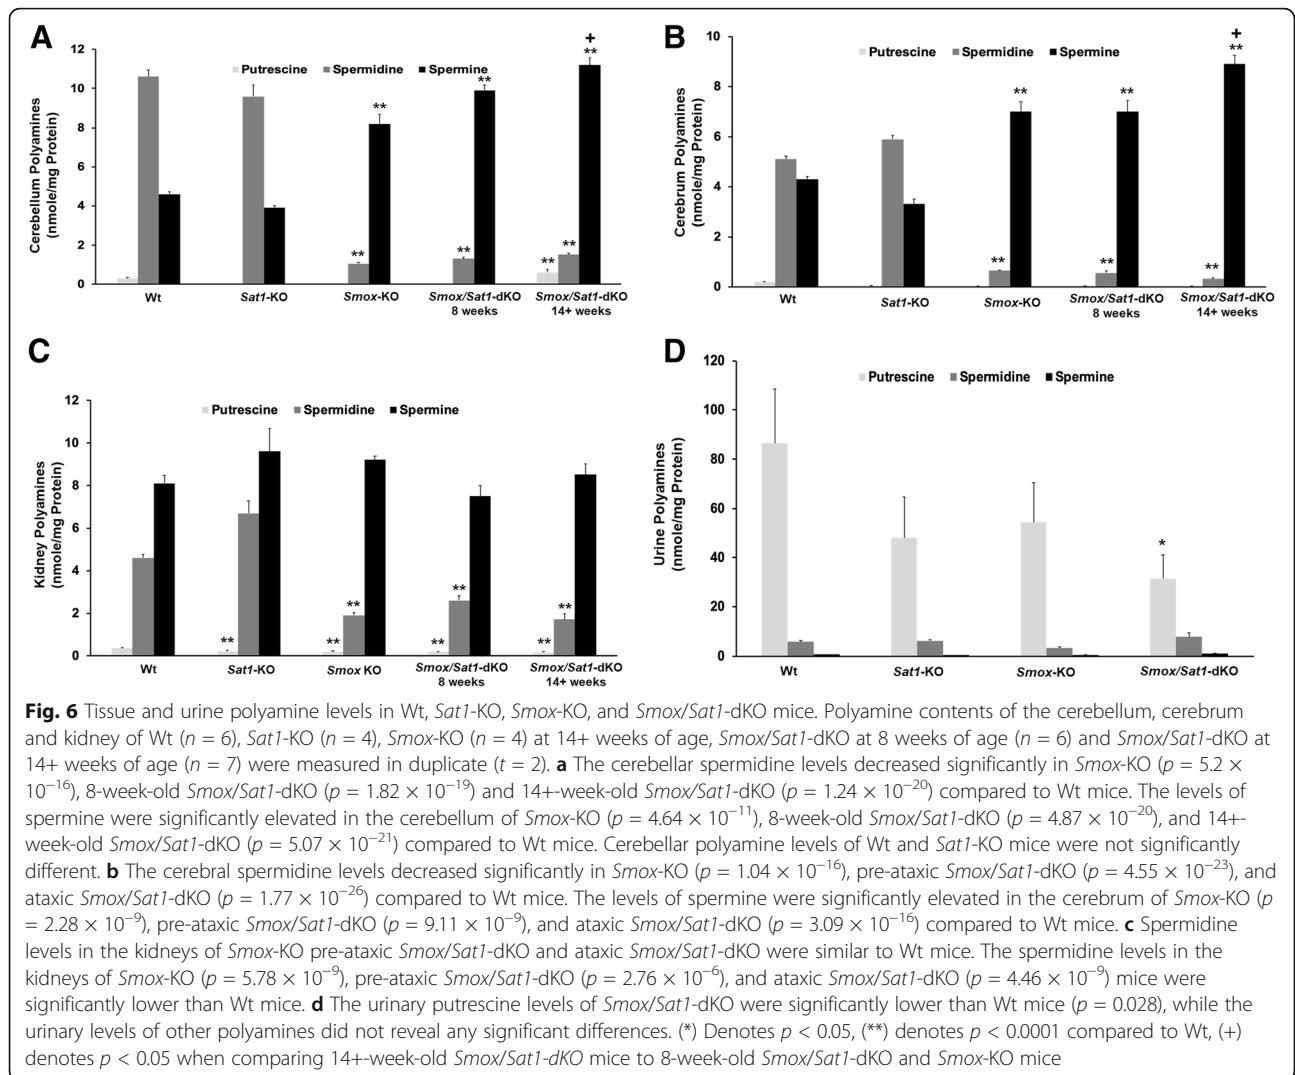 A
12
10
8
6
4
2
0
Cerebellum Polyamines
(nmole/mg Protein)
Putrescine Spermidine Spermine
** ** ** ** ** ** ** +
Wt Sat1-KO Smox-KO Smox/Sat1-dKO Smox/Sat1-dKO
8 weeks 14+ weeks
B
10
8
6
4
2
0
Cerebrum Polyamines
(nmole/mg Protein)
Putrescine Spermidine Spermine
** ** ** ** ** ** +
Wt Sat1-KO Smox-KO Smox/Sat1-dKO Smox/Sat1-dKO
8 weeks 14+ weeks
C
12
10
8
6
4
2
0
Kidney Polyamines
(nmole/mg Protein)
Putrescine Spermidine Spermine
** ** ** ** ** ** **
Wt Sat1-KO Smox KO Smox/Sat1-dKO Smox/Sat1-dKO
8 weeks 14+ weeks
D
120
100
80
60
40
20
0
Urine Polyamines
(nmole/mg Protein)
Putrescine Spermidine Spermine
*
Wt Sat1-KO Smox-KO Smox/Sat1-dKO
Fig. 6 Tissue and urine polyamine levels in Wt, Sat1-KO, Smox-KO, and Smox/Sat1-dKO mice. Polyamine contents of the cerebellum, cerebrum
and kidney of Wt (n = 6), Sat1-KO (n = 4), Smox-KO (n = 4) at 14+ weeks of age, Smox/Sat1-dKO at 8 weeks of age (n = 6) and Smox/Sat1-dKO at
14+ weeks of age (n = 7) were measured in duplicate (t = 2). a The cerebellar spermidine levels decreased significantly in Smox-KO (p = 5.2 ×
10⁻¹⁶), 8-week-old Smox/Sat1-dKO (p = 1.82 × 10⁻¹⁹) and 14+-week-old Smox/Sat1-dKO (p = 1.24 × 10⁻²⁰) compared to Wt mice. The levels of
spermine were significantly elevated in the cerebellum of Smox-KO (p = 4.64 × 10⁻¹¹), 8-week-old Smox/Sat1-dKO (p = 4.87 × 10⁻²⁰), and 14+-
week-old Smox/Sat1-dKO (p = 5.07 × 10⁻²¹) compared to Wt mice. Cerebellar polyamine levels of Wt and Sat1-KO mice were not significantly
different. b The cerebral spermidine levels decreased significantly in Smox-KO (p = 1.04 × 10⁻¹⁶), pre-ataxic Smox/Sat1-dKO (p = 4.55 × 10⁻²³), and
ataxic Smox/Sat1-dKO (p = 1.77 × 10⁻²⁶) compared to Wt mice. The levels of spermine were significantly elevated in the cerebrum of Smox-KO (p
= 2.28 × 10⁻⁹), pre-ataxic Smox/Sat1-dKO (p = 9.11 × 10⁻⁹), and ataxic Smox/Sat1-dKO (p = 3.09 × 10⁻¹⁶) compared to Wt mice. c Spermidine
levels in the kidneys of Smox-KO pre-ataxic Smox/Sat1-dKO and ataxic Smox/Sat1-dKO were similar to Wt mice. The spermidine levels in the
kidneys of Smox-KO (p = 5.78 × 10⁻⁹), pre-ataxic Smox/Sat1-dKO (p = 2.76 × 10⁻⁶), and ataxic Smox/Sat1-dKO (p = 4.46 × 10⁻⁹) mice were
significantly lower than Wt mice. d The urinary putrescine levels of Smox/Sat1-dKO were significantly lower than Wt mice (p = 0.028), while the
urinary levels of other polyamines did not reveal any significant differences. (*) Denotes p < 0.05, (**) denotes p < 0.0001 compared to Wt, (+)
denotes p < 0.05 when comparing 14+-week-old Smox/Sat1-dKO mice to 8-week-old Smox/Sat1-dKO and Smox-KO mice